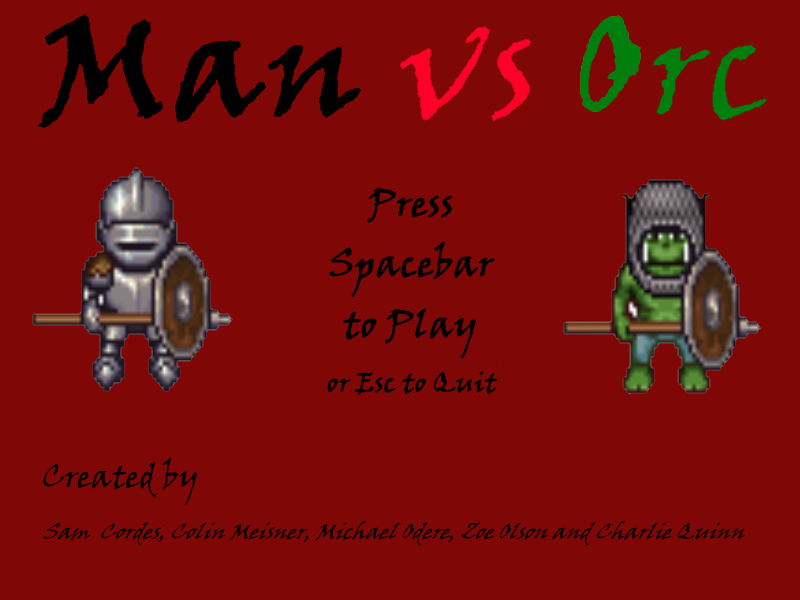 Man vs Orc
Press
Spacebar
to Play
or Esc to Quit
Created by
Sam Cordes, Colin Meisner, Michael Odere, Zoe Olson and Charlie Quinn